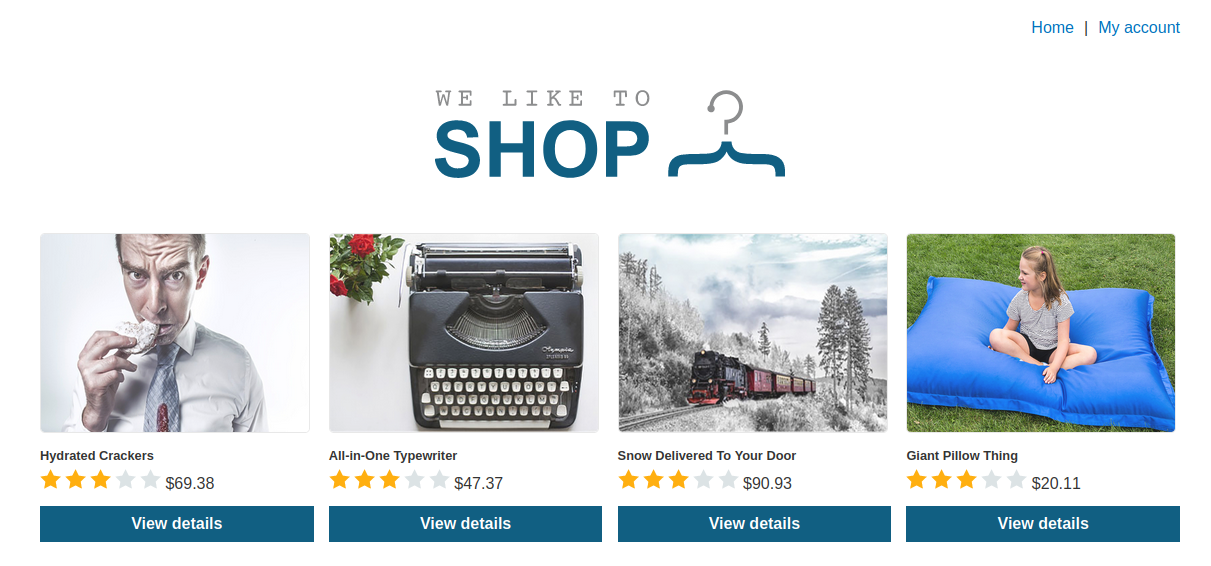 Home | My account
WE LIKE TO
SHOP
Hydrated Crackers
$69.38
View details
All-in-One Typewriter
$47.37
View details
Snow Delivered To Your Door
$90.93
View details
Giant Pillow Thing
$20.11
View details